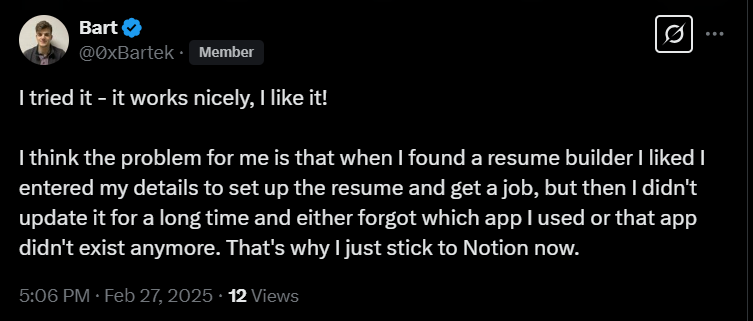 Bart
@0xBartek · Member
I tried it - it works nicely, I like it!
I think the problem for me is that when I found a resume builder I liked I
entered my details to set up the resume and get a job, but then I didn't
update it for a long time and either forgot which app I used or that app
didn't exist anymore. That's why I just stick to Notion now.
5:06 PM · Feb 27, 2025 · 12 Views